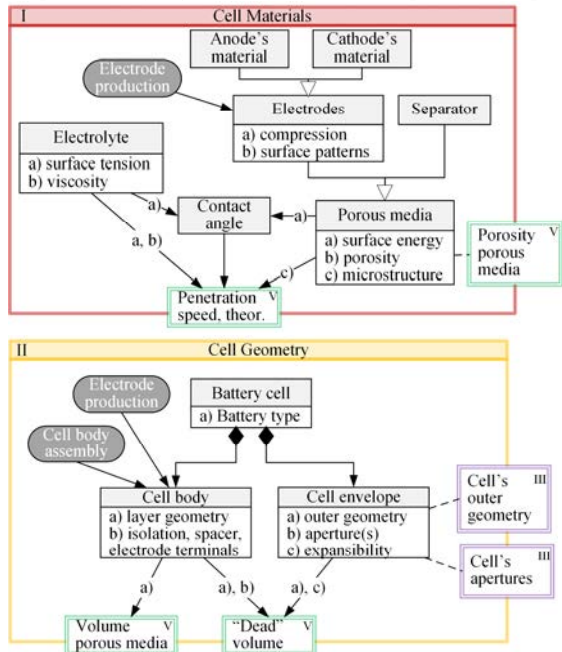 I
Cell Materials
Anode's
material
Cathode's
material
Electrode
production
Electrodes
a) compression
b) surface patterns
Separator
Electrolyte
a) surface tension
b) viscosity
a)
Contact
angle
a)
Porous media
a) surface energy
b) porosity
c) microstructure
Porosity
porous
media
V
a, b)
c)
Penetration
speed, theor.
V
II
Cell Geometry
Electrode
production
Battery cell
a) Battery type
Cell body
assembly
Cell body
a) layer geometry
b) isolation, spacer,
electrode terminals
Cell envelope
a) outer geometry
b) aperture(s)
c) expansibility
Cell's
outer
geometry
III
Cell's
apertures
III
a)
a), b)
a), c)
Volume
porous media
V
“Dead”
volume
V